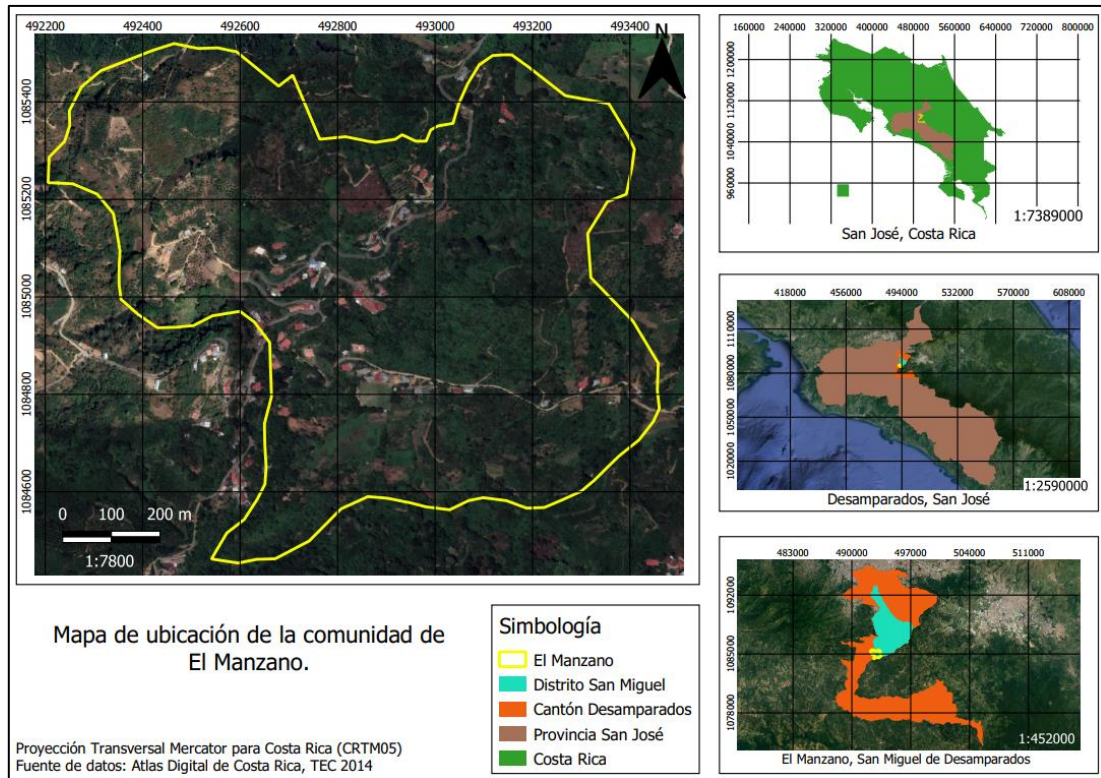 492200 492400 492600 492800 493000 493200 493400
N
1085400
1085200
1085000
1084800
1084600
0 100 200 m
1:7800
160000 240000 320000 400000 480000 560000 640000 720000 800000
1200000
1120000
1040000
960000
1:7389000
San José, Costa Rica
418000 456000 494000 532000 570000 608000
1110000
1080000
1050000
1020000
1:2590000
Desamparados, San José
483000 490000 497000 504000 511000
1092000
1085000
1078000
1:452000
El Manzano, San Miguel de Desamparados
Mapa de ubicación de la comunidad de
El Manzano.
Proyección Transversal Mercator para Costa Rica (CRTM05)
Fuente de datos: Atlas Digital de Costa Rica, TEC 2014
Simbología
El Manzano
Distrito San Miguel
Cantón Desamparados
Provincia San José
Costa Rica